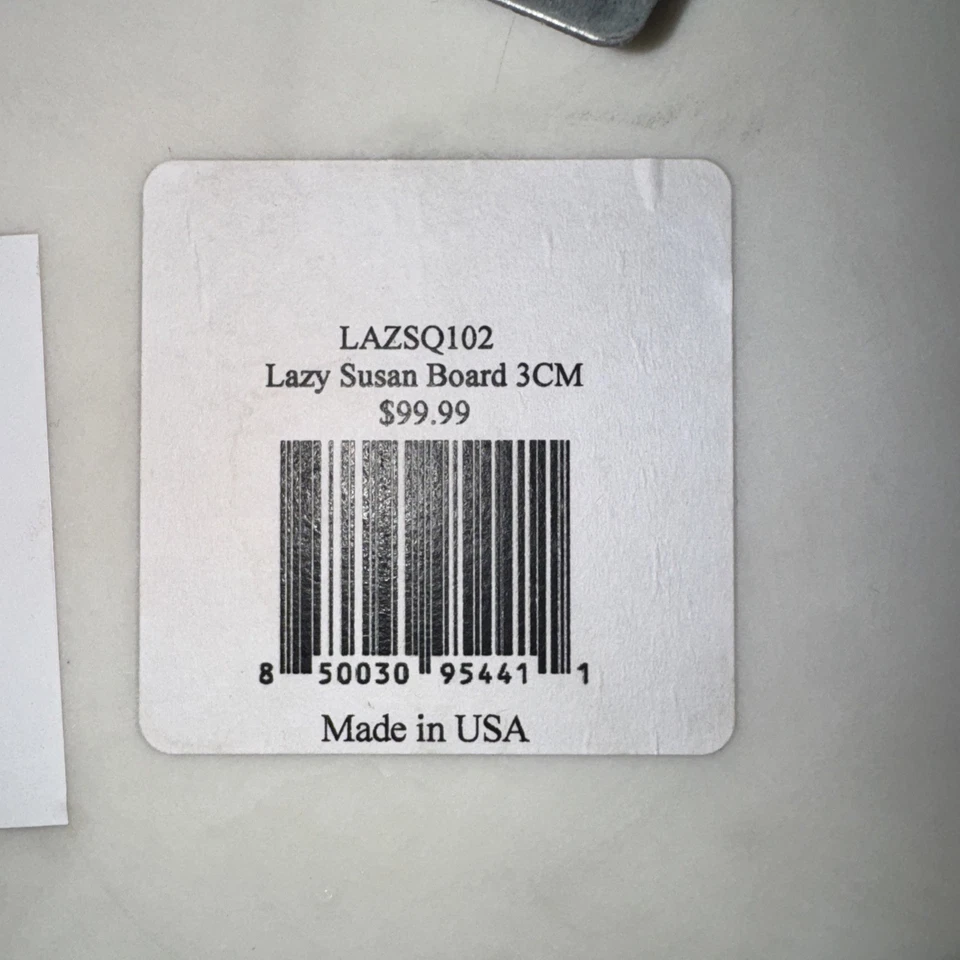 LAZSQ102
Lazy Susan Board 3CM
$99.99
8 50030 95441 1
Made in USA